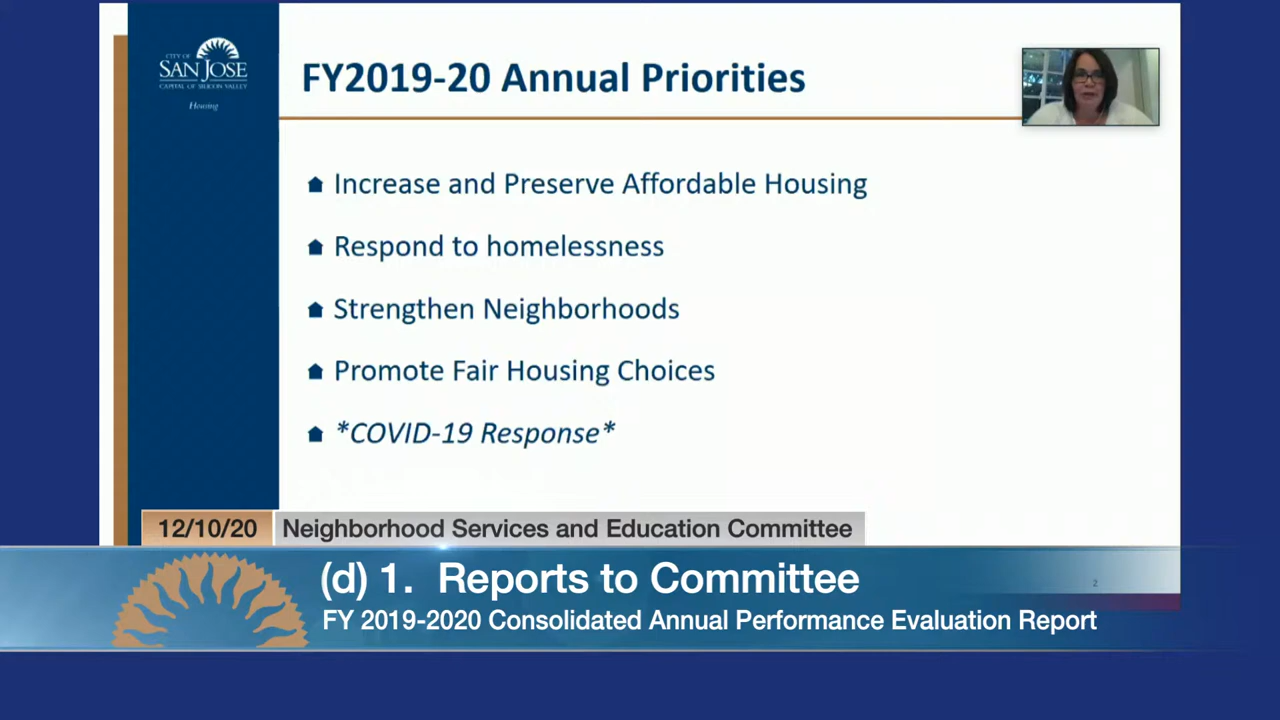 CITY OF
SAN JOSE
CAPITAL OF SILICON VALLEY
Housing
FY2019-20 Annual Priorities
Increase and Preserve Affordable Housing
Respond to homelessness
Strengthen Neighborhoods
Promote Fair Housing Choices
*COVID-19 Response*
12/10/20 Neighborhood Services and Education Committee
(d) 1. Reports to Committee
2
FY 2019-2020 Consolidated Annual Performance Evaluation Report